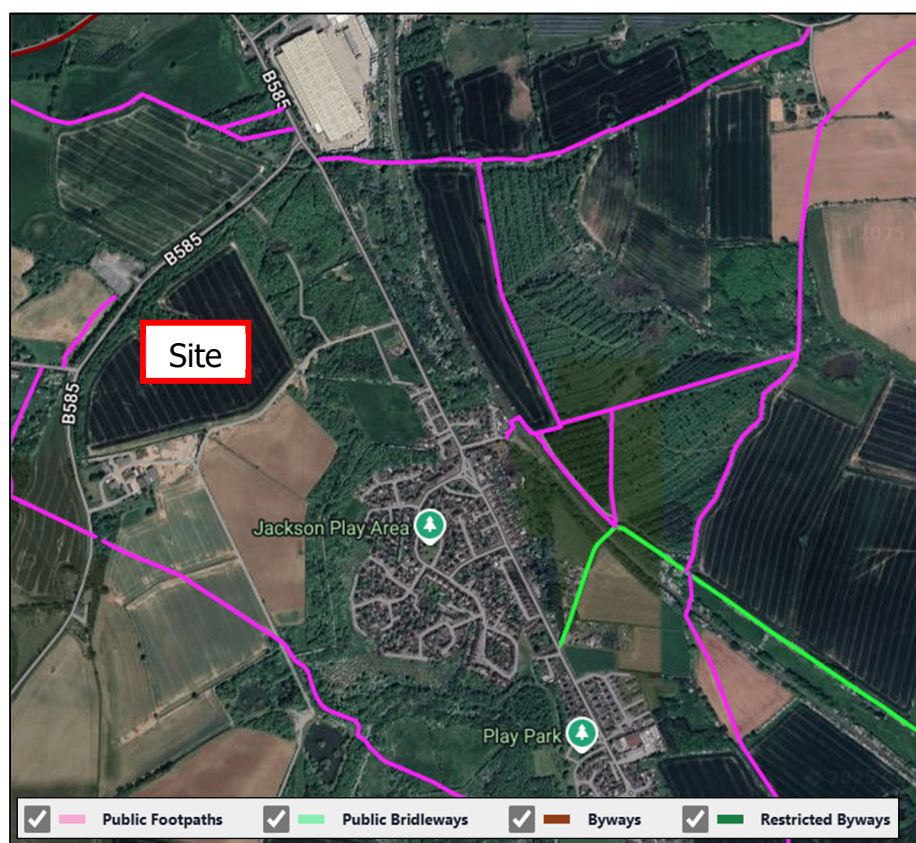 B585
B585
Site
B585
Jackson Play Area
Play Park
Public Footpaths
Public Bridleways
Byways
Restricted Byways